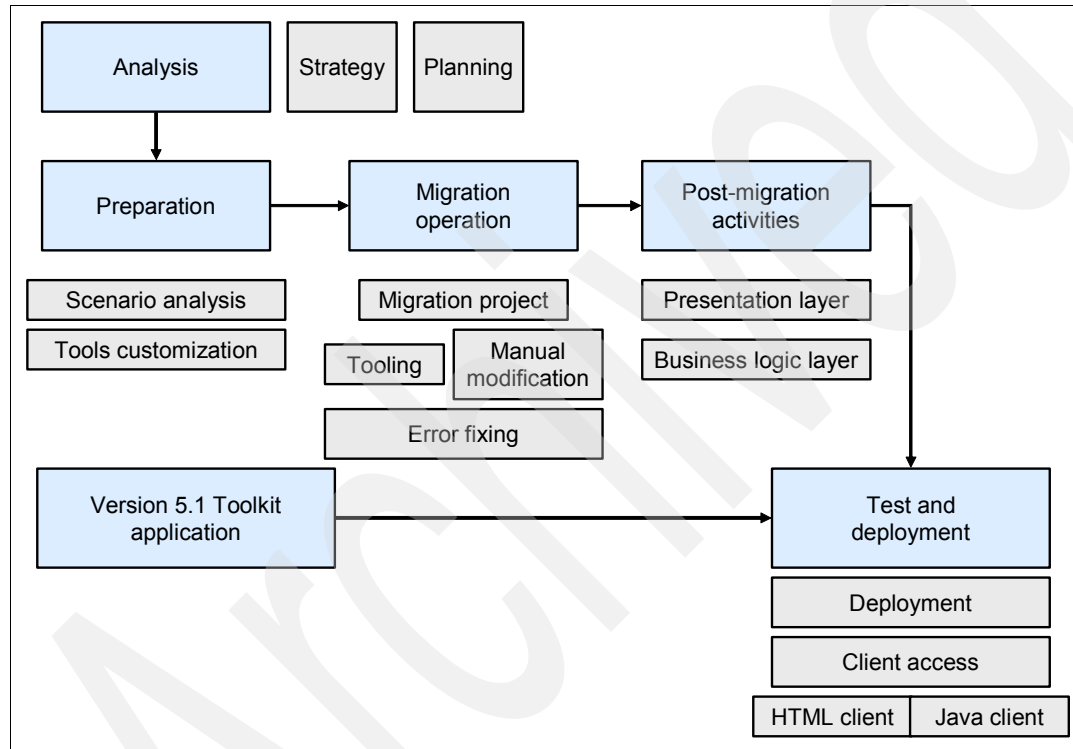 Analysis
Strategy
Planning
Preparation
Migration
operation
Post-migration
activities
Scenario analysis
Tools customization
Migration project
Tooling
Manual
modification
Error fixing
Presentation layer
Business logic layer
Version 5.1 Toolkit
application
Test and
deployment
Deployment
Client access
HTML client
Java client
Archived